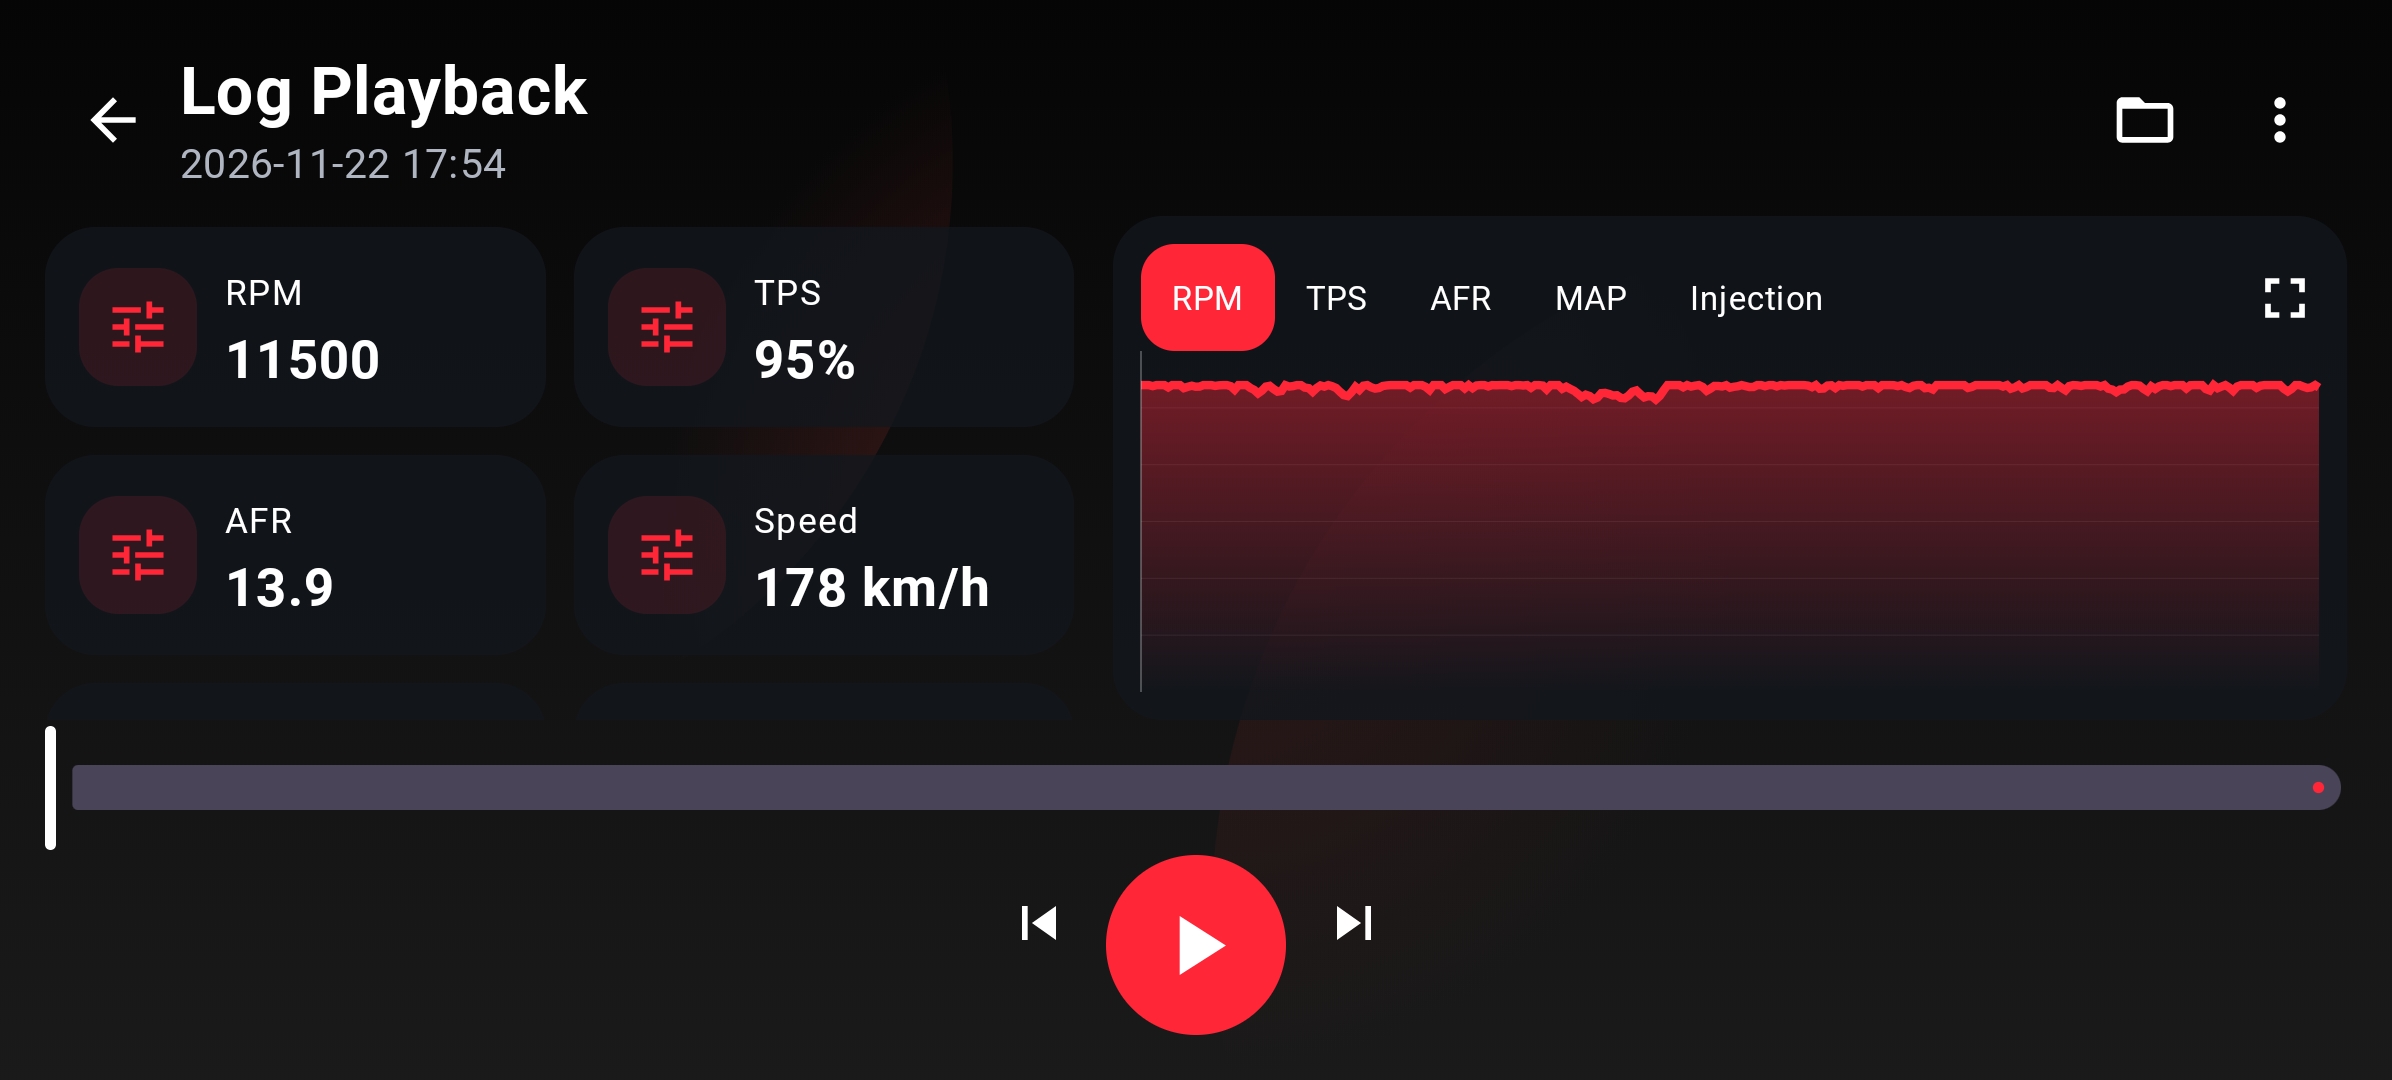 Log Playback
2026-11-22 17:54
RPM
11500
TPS
95%
AFR
13.9
Speed
178 km/h
RPM TPS AFR MAP Injection